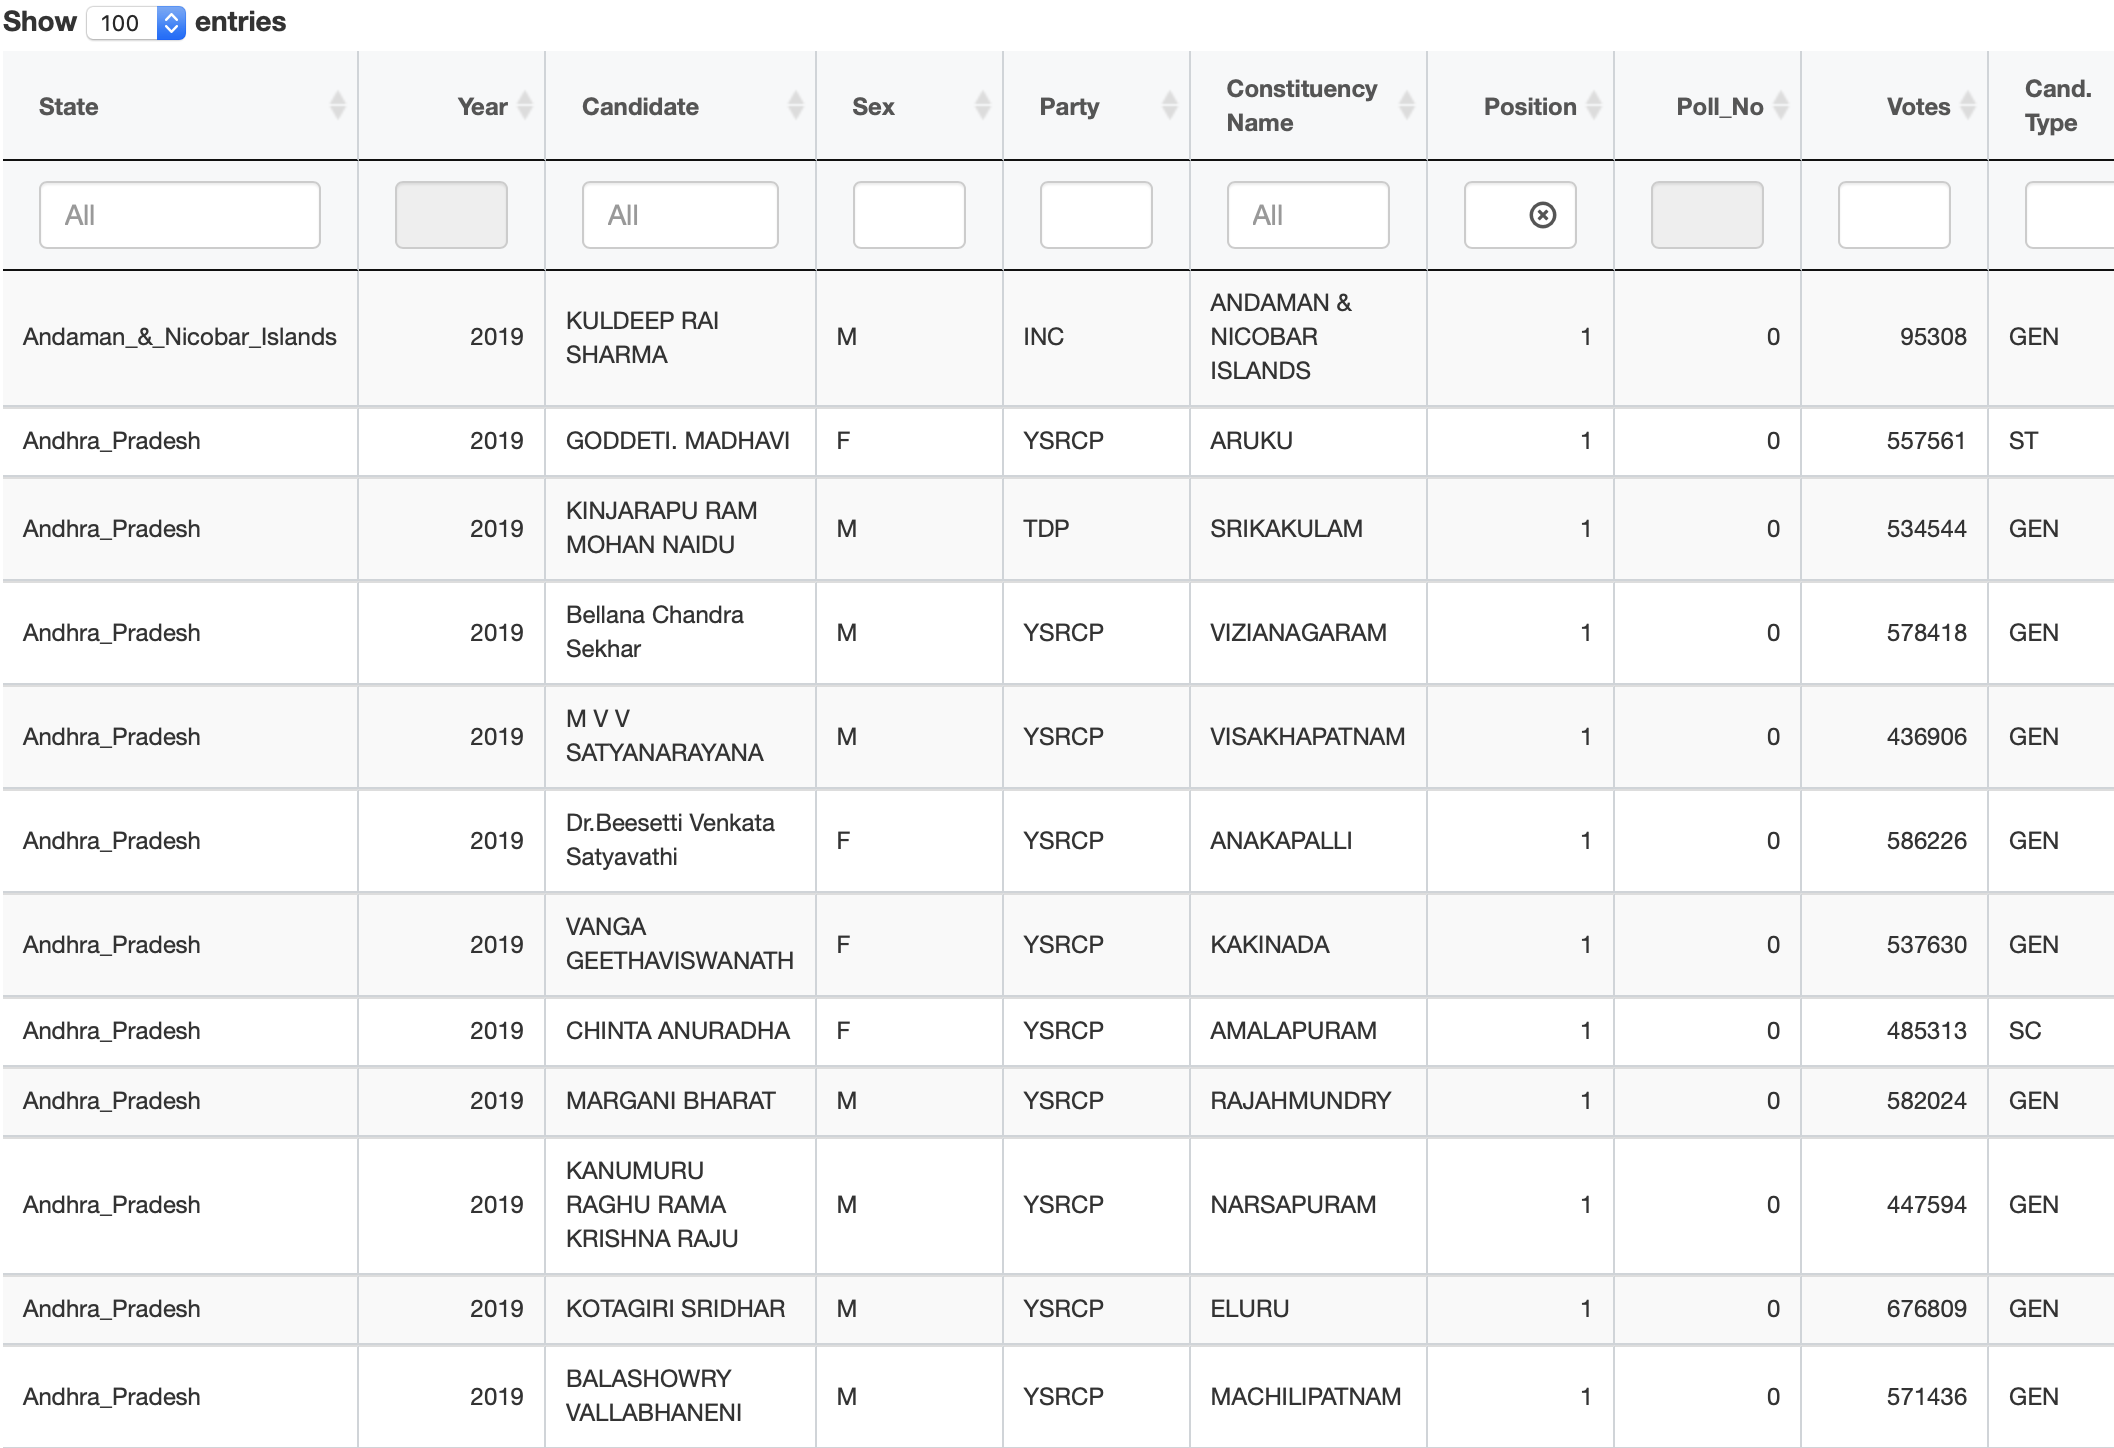 Show 100 entries
State Year Candidate Sex Party Constituency Name Position Poll_No Votes Cand. Type
All All All
Andaman_&_Nicobar_Islands 2019 KULDEEP RAI SHARMA M INC ANDAMAN & NICOBAR ISLANDS 1 0 95308 GEN
Andhra_Pradesh 2019 GODDETI. MADHAVI F YSRCP ARUKU 1 0 557561 ST
Andhra_Pradesh 2019 KINJARAPU RAM MOHAN NAIDU M TDP SRIKAKULAM 1 0 534544 GEN
Andhra_Pradesh 2019 Bellana Chandra Sekhar M YSRCP VIZIANAGARAM 1 0 578418 GEN
Andhra_Pradesh 2019 M V V SATYANARAYANA M YSRCP VISAKHAPATNAM 1 0 436906 GEN
Andhra_Pradesh 2019 Dr.Beesetti Venkata Satyavathi F YSRCP ANAKAPALLI 1 0 586226 GEN
Andhra_Pradesh 2019 VANGA GEETHAVISWANATH F YSRCP KAKINADA 1 0 537630 GEN
Andhra_Pradesh 2019 CHINTA ANURADHA F YSRCP AMALAPURAM 1 0 485313 SC
Andhra_Pradesh 2019 MARGANI BHARAT M YSRCP RAJAHMUNDRY 1 0 582024 GEN
Andhra_Pradesh 2019 KANUMURU RAGHU RAMA KRISHNA RAJU M YSRCP NARSAPURAM 1 0 447594 GEN
Andhra_Pradesh 2019 KOTAGIRI SRIDHAR M YSRCP ELURU 1 0 676809 GEN
Andhra_Pradesh 2019 BALASHOWRY VALLABHANENI M YSRCP MACHILIPATNAM 1 0 571436 GEN